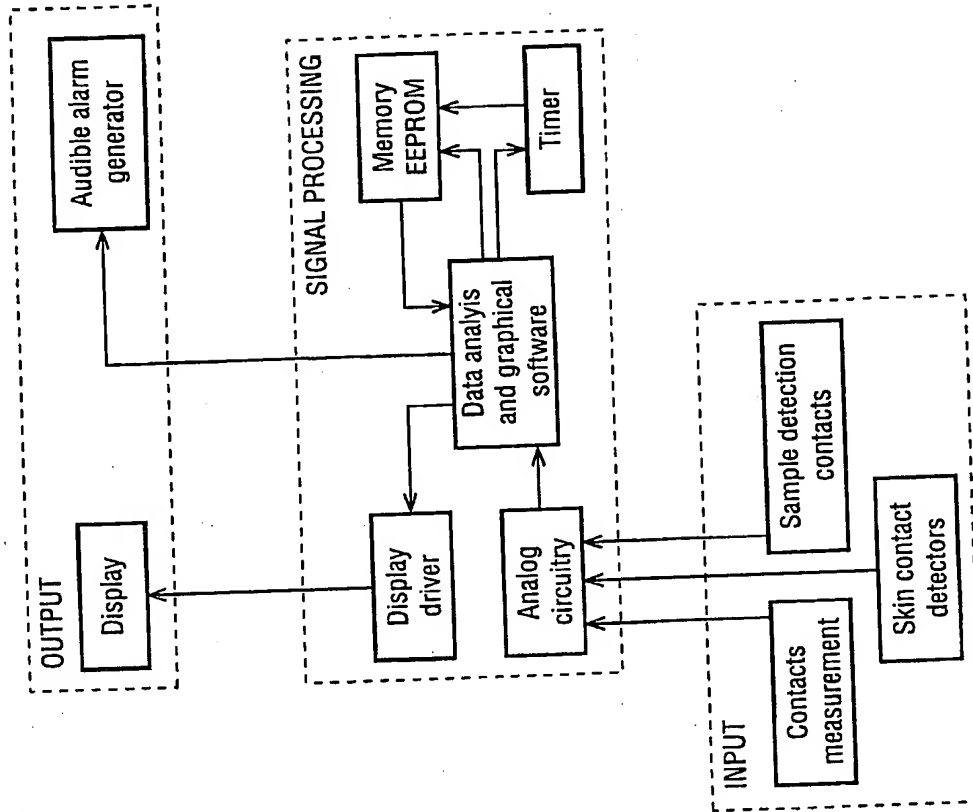 OUTPUT
Display
Audible alarm
generator
SIGNAL PROCESSING
Display
driver
Memory
EEPROM
Data analyis
and graphical
software
Timer
Analog
circuitry
INPUT
Contacts
measurement
Sample detection
contacts
Skin contact
detectors